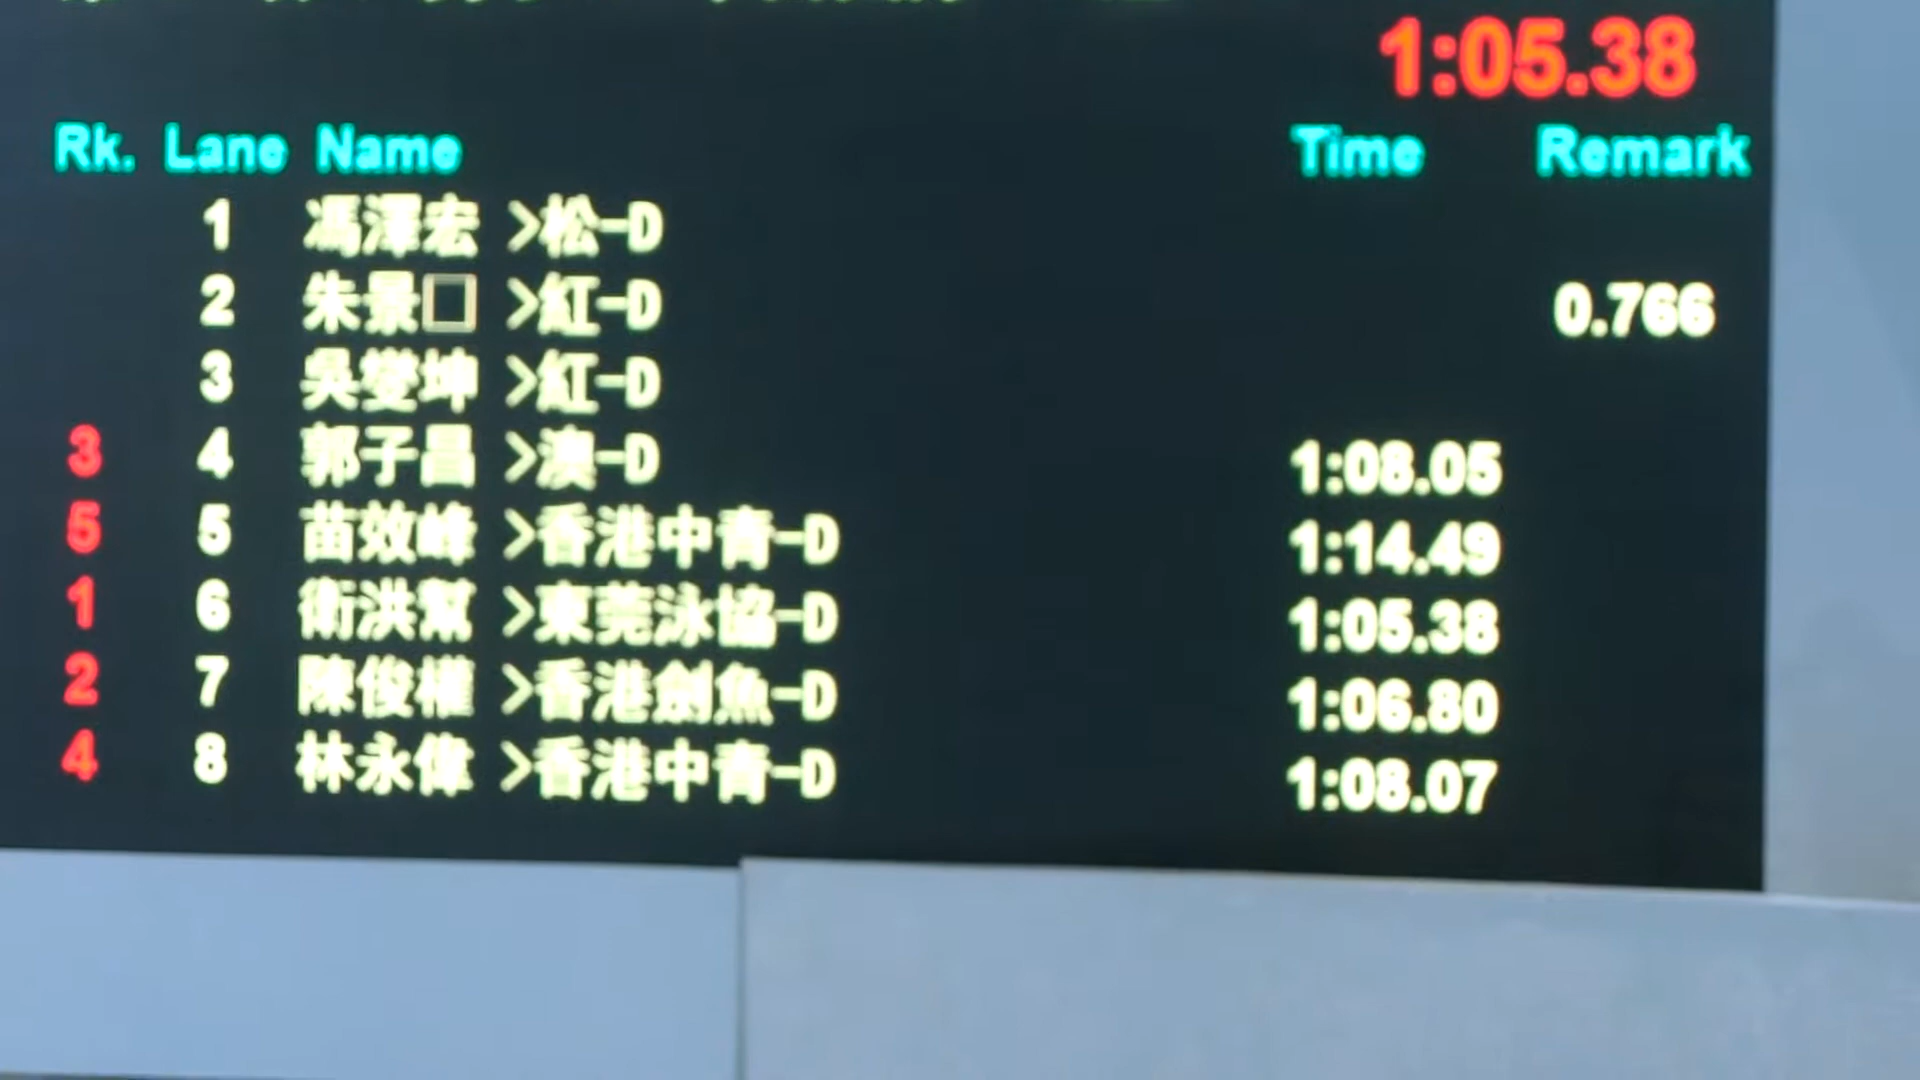 1:05.38
Rk. Lane Name Time Remark
1 馮澤宏 >松-D
2 朱景□ >紅-D 0.766
3 吳燮坤 >紅-D
3 4 郭子昌 >澳-D 1:08.05
5 5 苗效峰 >香港中青-D 1:14.49
1 6 衛洪幫 >東莞泳協-D 1:05.38
2 7 陳俊權 >香港劍魚-D 1:06.80
4 8 林永偉 >香港中青-D 1:08.07